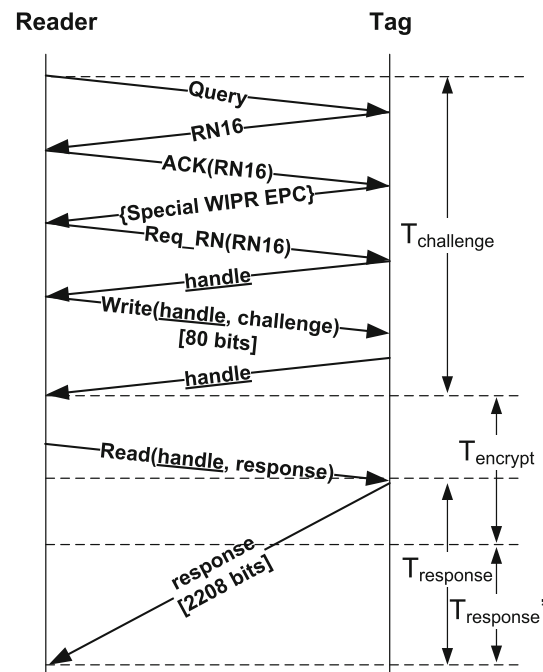 Reader
Tag
Query
RN16
ACK(RN16)
{Special WIPR EPC}
Req_RN(RN16)
handle
Write(handle, challenge)
[80 bits]
handle
Read(handle, response)
response
[2208 bits]
Tchallenge
Tencrypt
Tresponse
Tresponse'